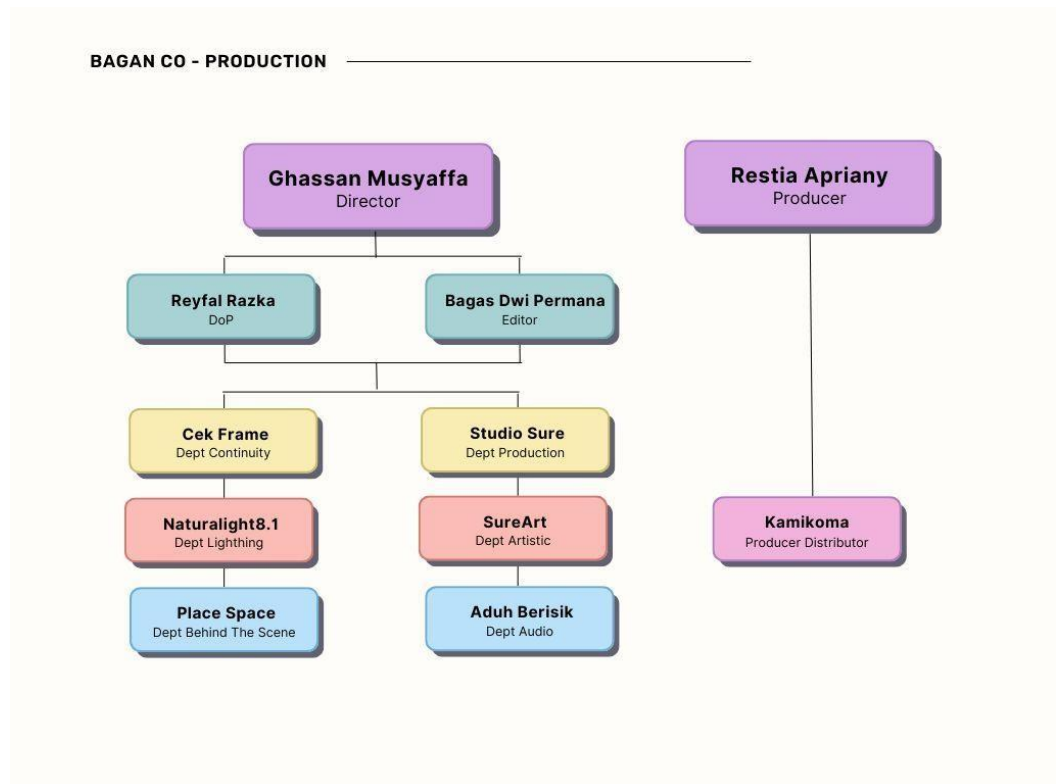 BAGAN CO - PRODUCTION
Ghassan Musyaffa
Director
Restia Apriany
Producer
Reyfal Razka
DoP
Bagas Dwi Permana
Editor
Cek Frame
Dept Continuity
Studio Sure
Dept Production
Naturalight8.1
Dept Lighthing
SureArt
Dept Artistic
Kamikoma
Producer Distributor
Place Space
Dept Behind The Scene
Aduh Berisik
Dept Audio